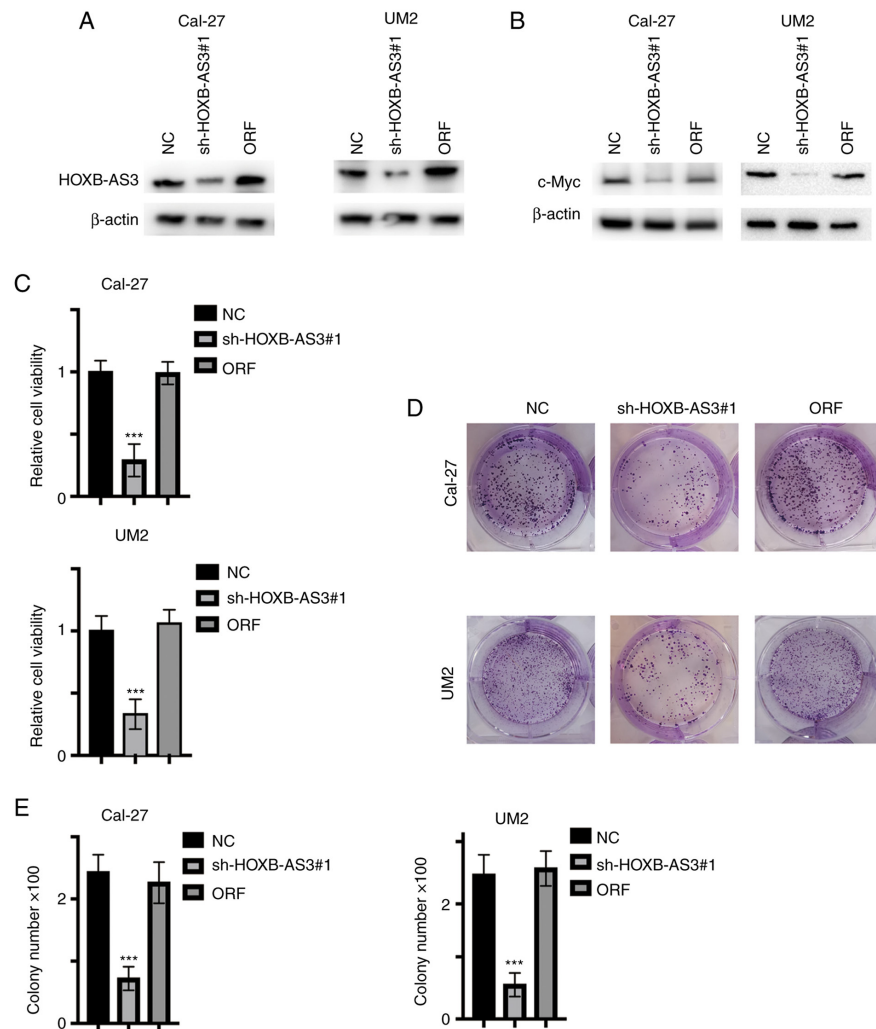 A
Cal-27
UM2
NC
sh-HOXB-AS3#1
ORF
NC
sh-HOXB-AS3#1
ORF
HOXB-AS3
β-actin
B
Cal-27
UM2
NC
sh-HOXB-AS3#1
ORF
NC
sh-HOXB-AS3#1
ORF
c-Myc
β-actin
C
Cal-27
Relative cell viability
1
0
***
NC
sh-HOXB-AS3#1
ORF
UM2
Relative cell viability
1
0
***
NC
sh-HOXB-AS3#1
ORF
D
NC
sh-HOXB-AS3#1
ORF
Cal-27
UM2
E
Cal-27
Colony number ×100
2
0
***
NC
sh-HOXB-AS3#1
ORF
UM2
Colony number ×100
2
0
***
NC
sh-HOXB-AS3#1
ORF